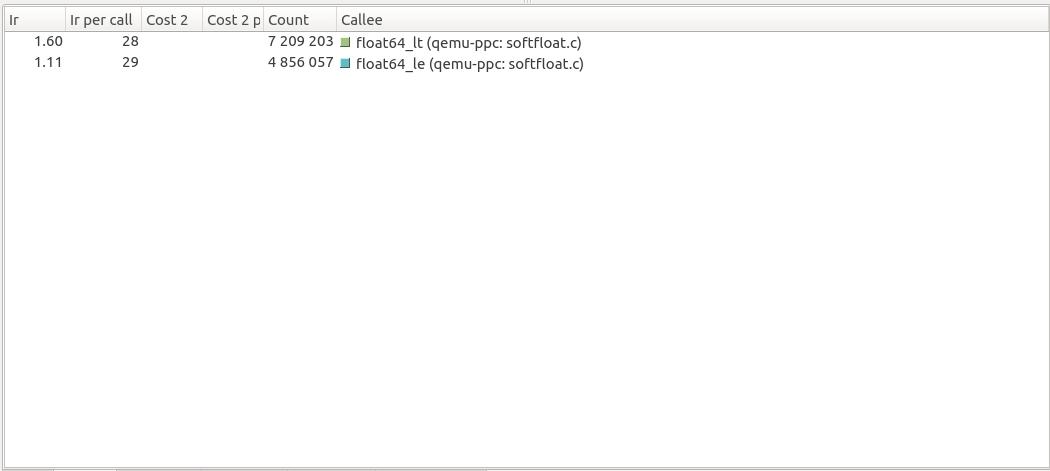 Ir Ir per call Cost 2 Cost 2 p Count Callee
1.60 28 7 209 203 float64_lt (qemu-ppc: softfloat.c)
1.11 29 4 856 057 float64_le (qemu-ppc: softfloat.c)